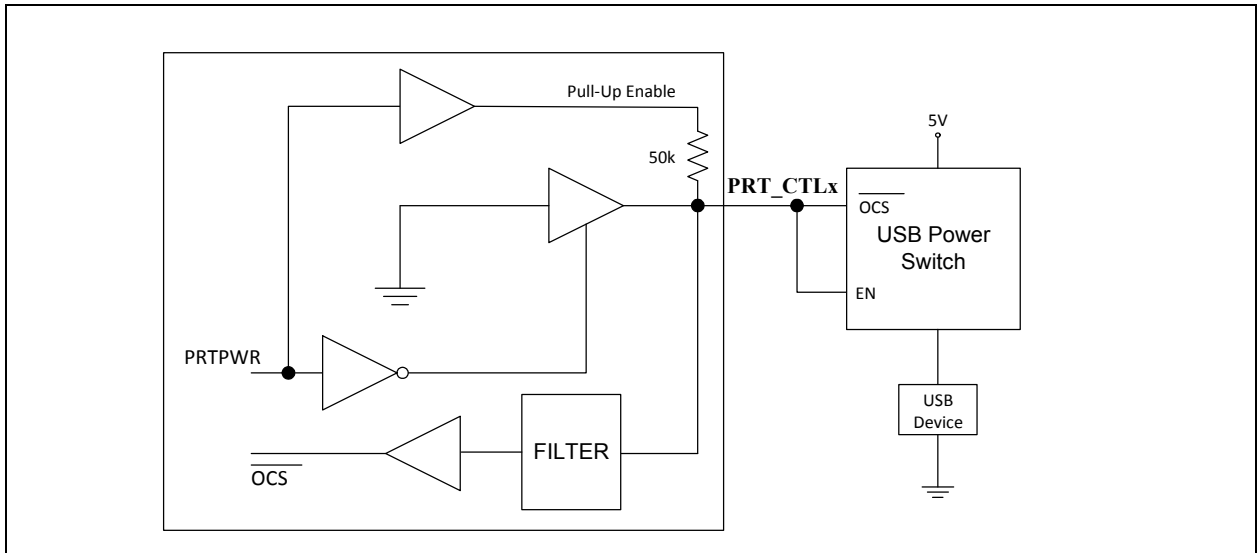 Pull-Up Enable
5V
50k
PRT_CTLx
OCS
USB Power
Switch
EN
PRTPWR
FILTER
OCS
USB
Device